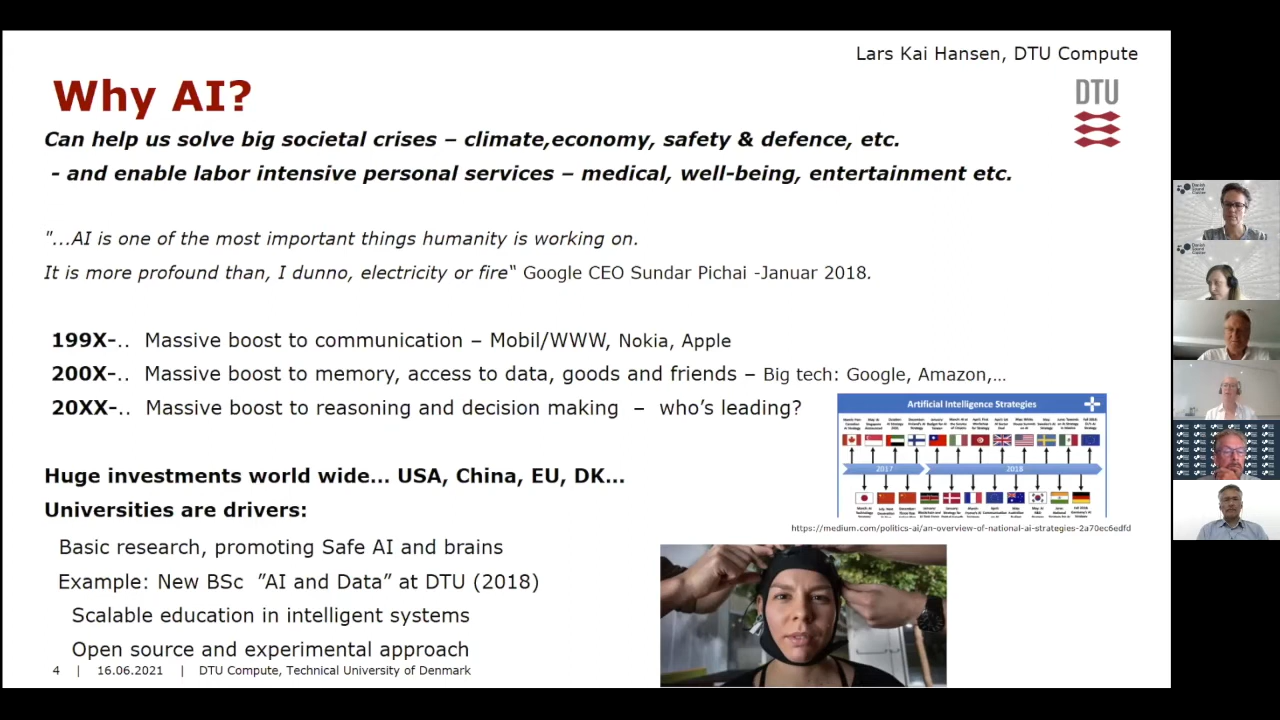 Lars Kai Hansen, DTU Compute
Why AI?
DTU
Can help us solve big societal crises – climate,economy, safety & defence, etc.
- and enable labor intensive personal services – medical, well-being, entertainment etc.
"...AI is one of the most important things humanity is working on.
It is more profound than, I dunno, electricity or fire“ Google CEO Sundar Pichai -Januar 2018.
199X-.. Massive boost to communication – Mobil/WWW, Nokia, Apple
200X-.. Massive boost to memory, access to data, goods and friends – Big tech: Google, Amazon,...
20XX-.. Massive boost to reasoning and decision making – who's leading?
Artificial Intelligence Strategies
2017
2018
https://medium.com/politics-ai/an-overview-of-national-ai-strategies-2a70ec6edfd
Huge investments world wide... USA, China, EU, DK...
Universities are drivers:
Basic research, promoting Safe AI and brains
Example: New BSc ”AI and Data” at DTU (2018)
Scalable education in intelligent systems
Open source and experimental approach
4 | 16.06.2021 | DTU Compute, Technical University of Denmark